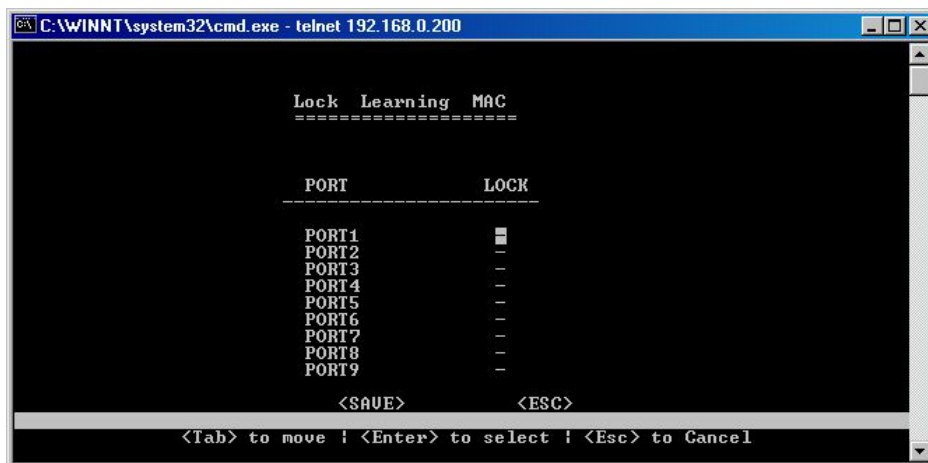 C:\WINNT\system32\cmd.exe - telnet 192.168.0.200
Lock Learning MAC
====================
PORT LOCK
-----------------------
PORT1 -
PORT2 -
PORT3 -
PORT4 -
PORT5 -
PORT6 -
PORT7 -
PORT8 -
PORT9 -
<SAVE> <ESC>
<Tab> to move | <Enter> to select | <Esc> to Cancel